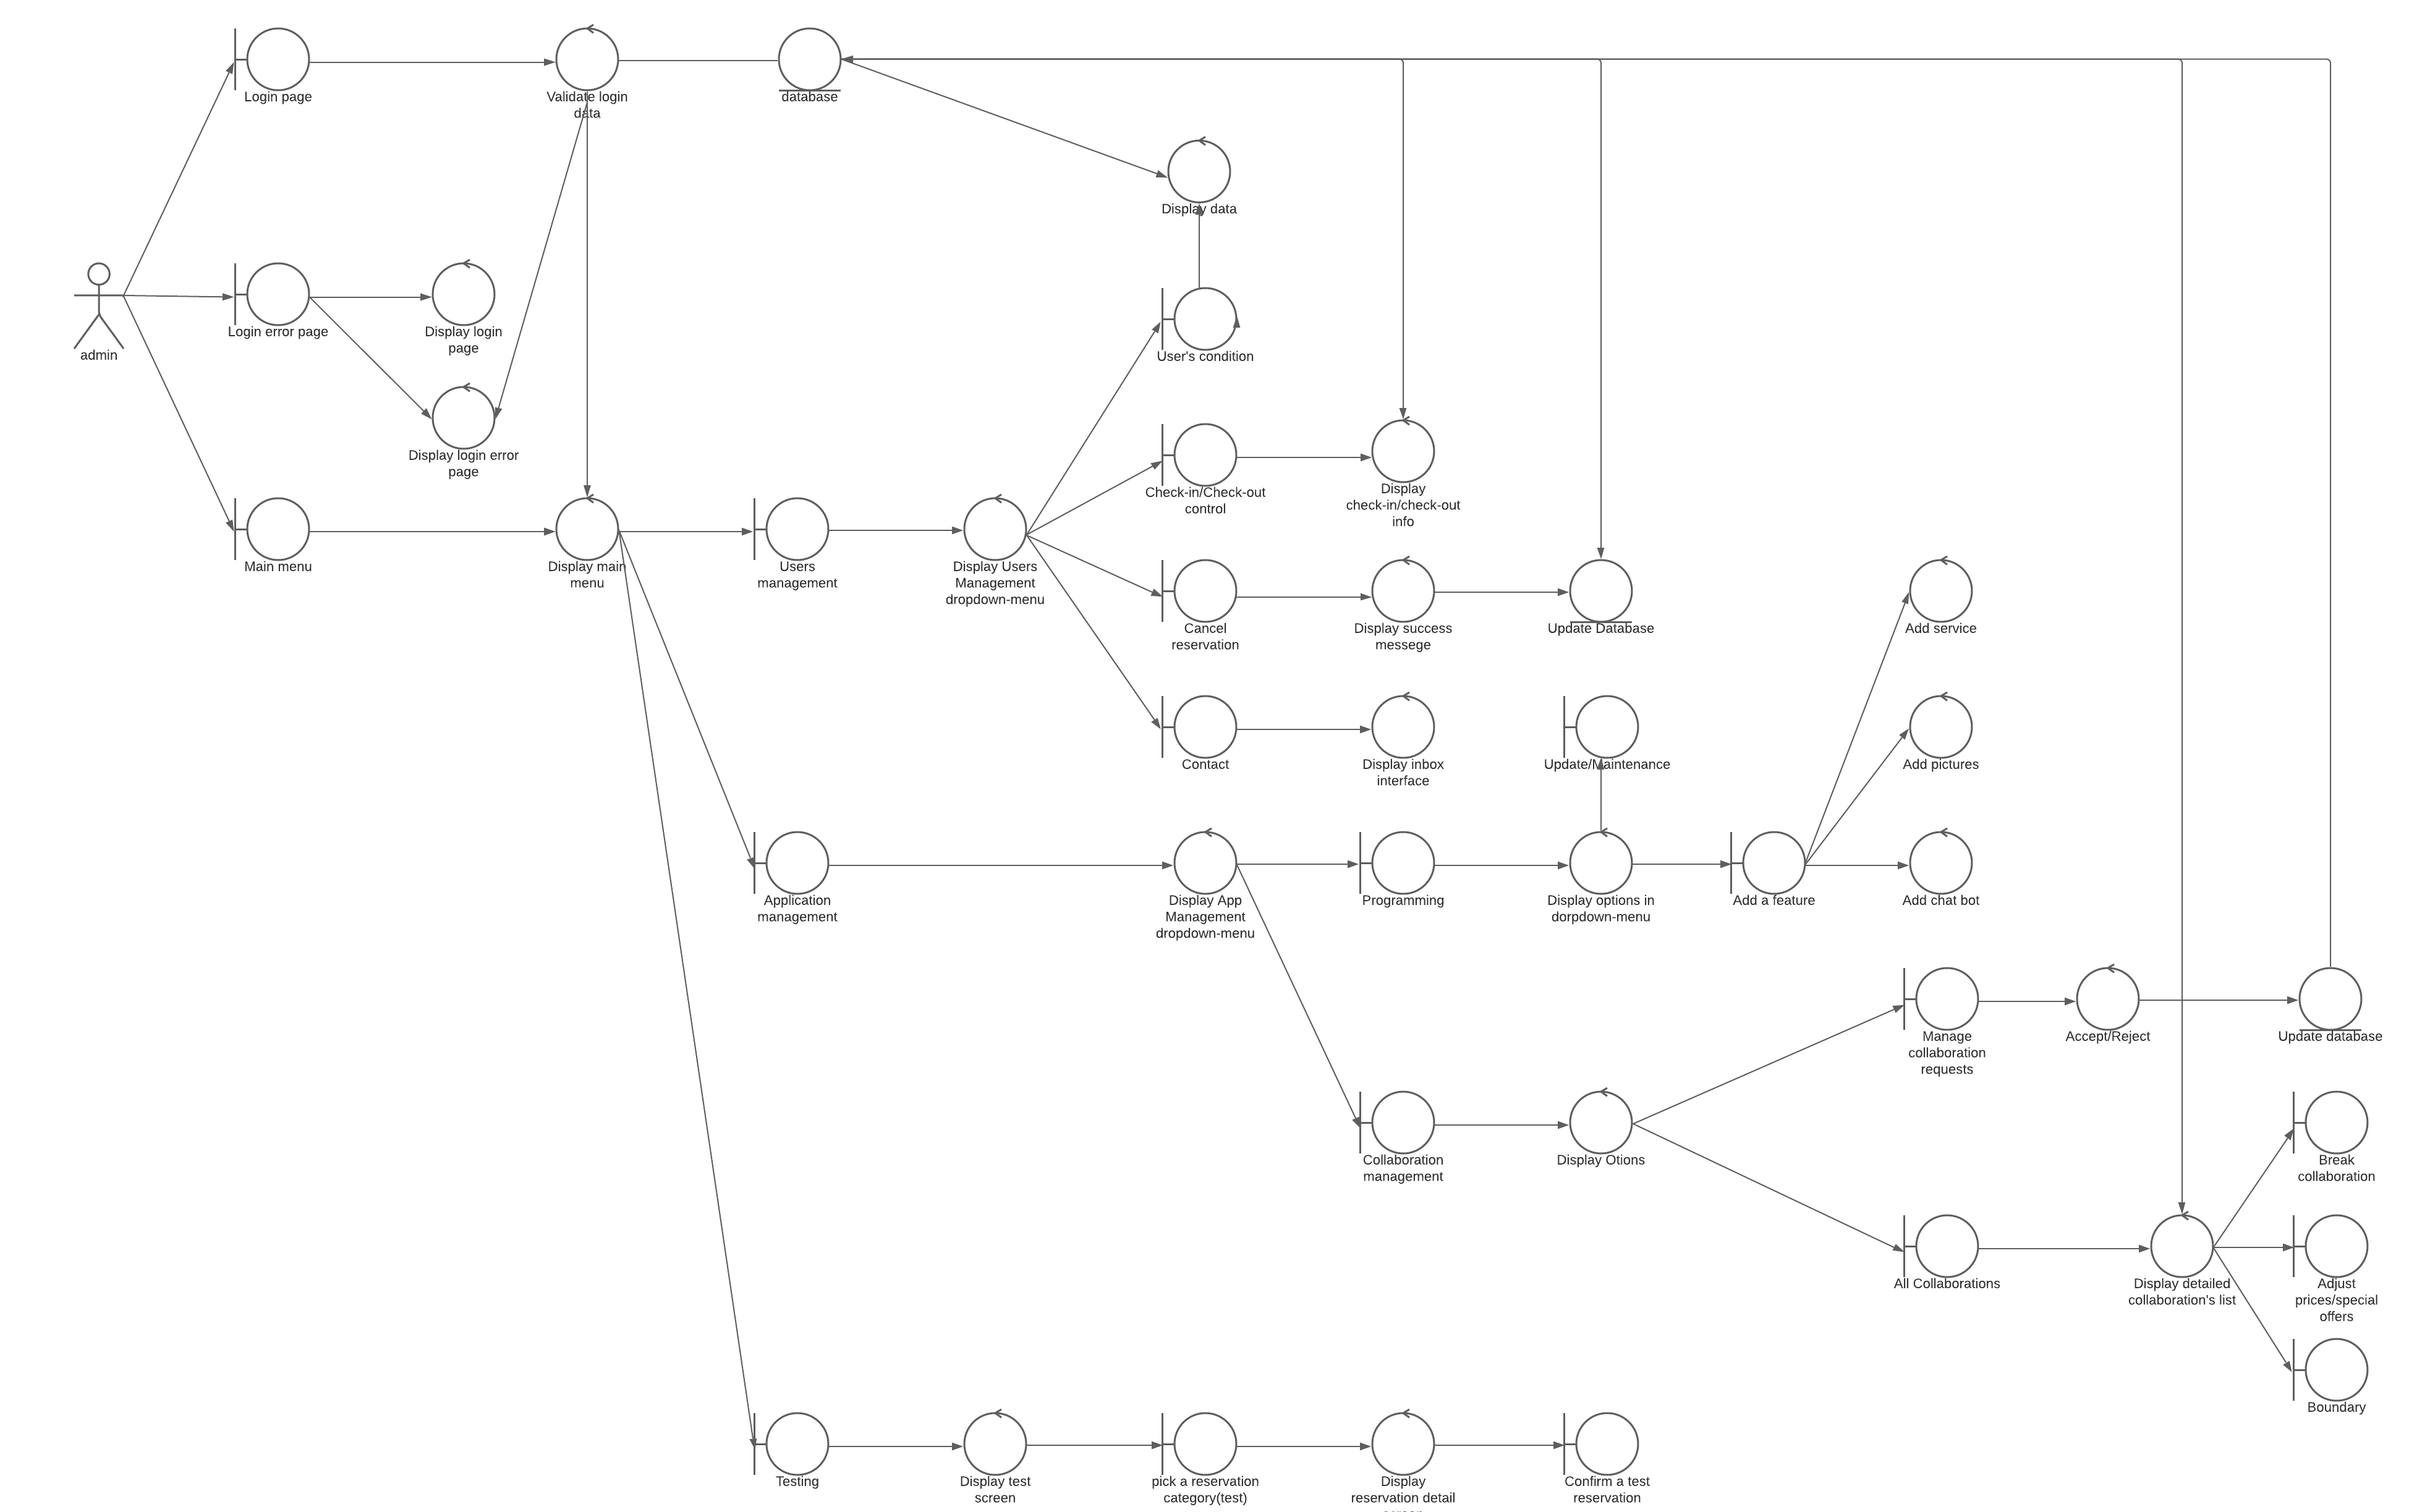 Login page
Validate login
data
database
Display data
admin
Login error page
Display login
page
User's condition
Display login error
page
Check-in/Check-out
control
Display
check-in/check-out
info
Main menu
Display main
menu
Users
management
Display Users
Management
dropdown-menu
Cancel
reservation
Display success
messege
Update Database
Add service
Contact
Display inbox
interface
Update/Maintenance
Add pictures
Application
management
Display App
Management
dropdown-menu
Programming
Display options in
dorpdown-menu
Add a feature
Add chat bot
Manage
collaboration
requests
Accept/Reject
Update database
Collaboration
management
Display Otions
Break
collaboration
All Collaborations
Display detailed
collaboration's list
Adjust
prices/special
offers
Boundary
Testing
Display test
screen
pick a reservation
category(test)
Display
reservation detail
Confirm a test
reservation